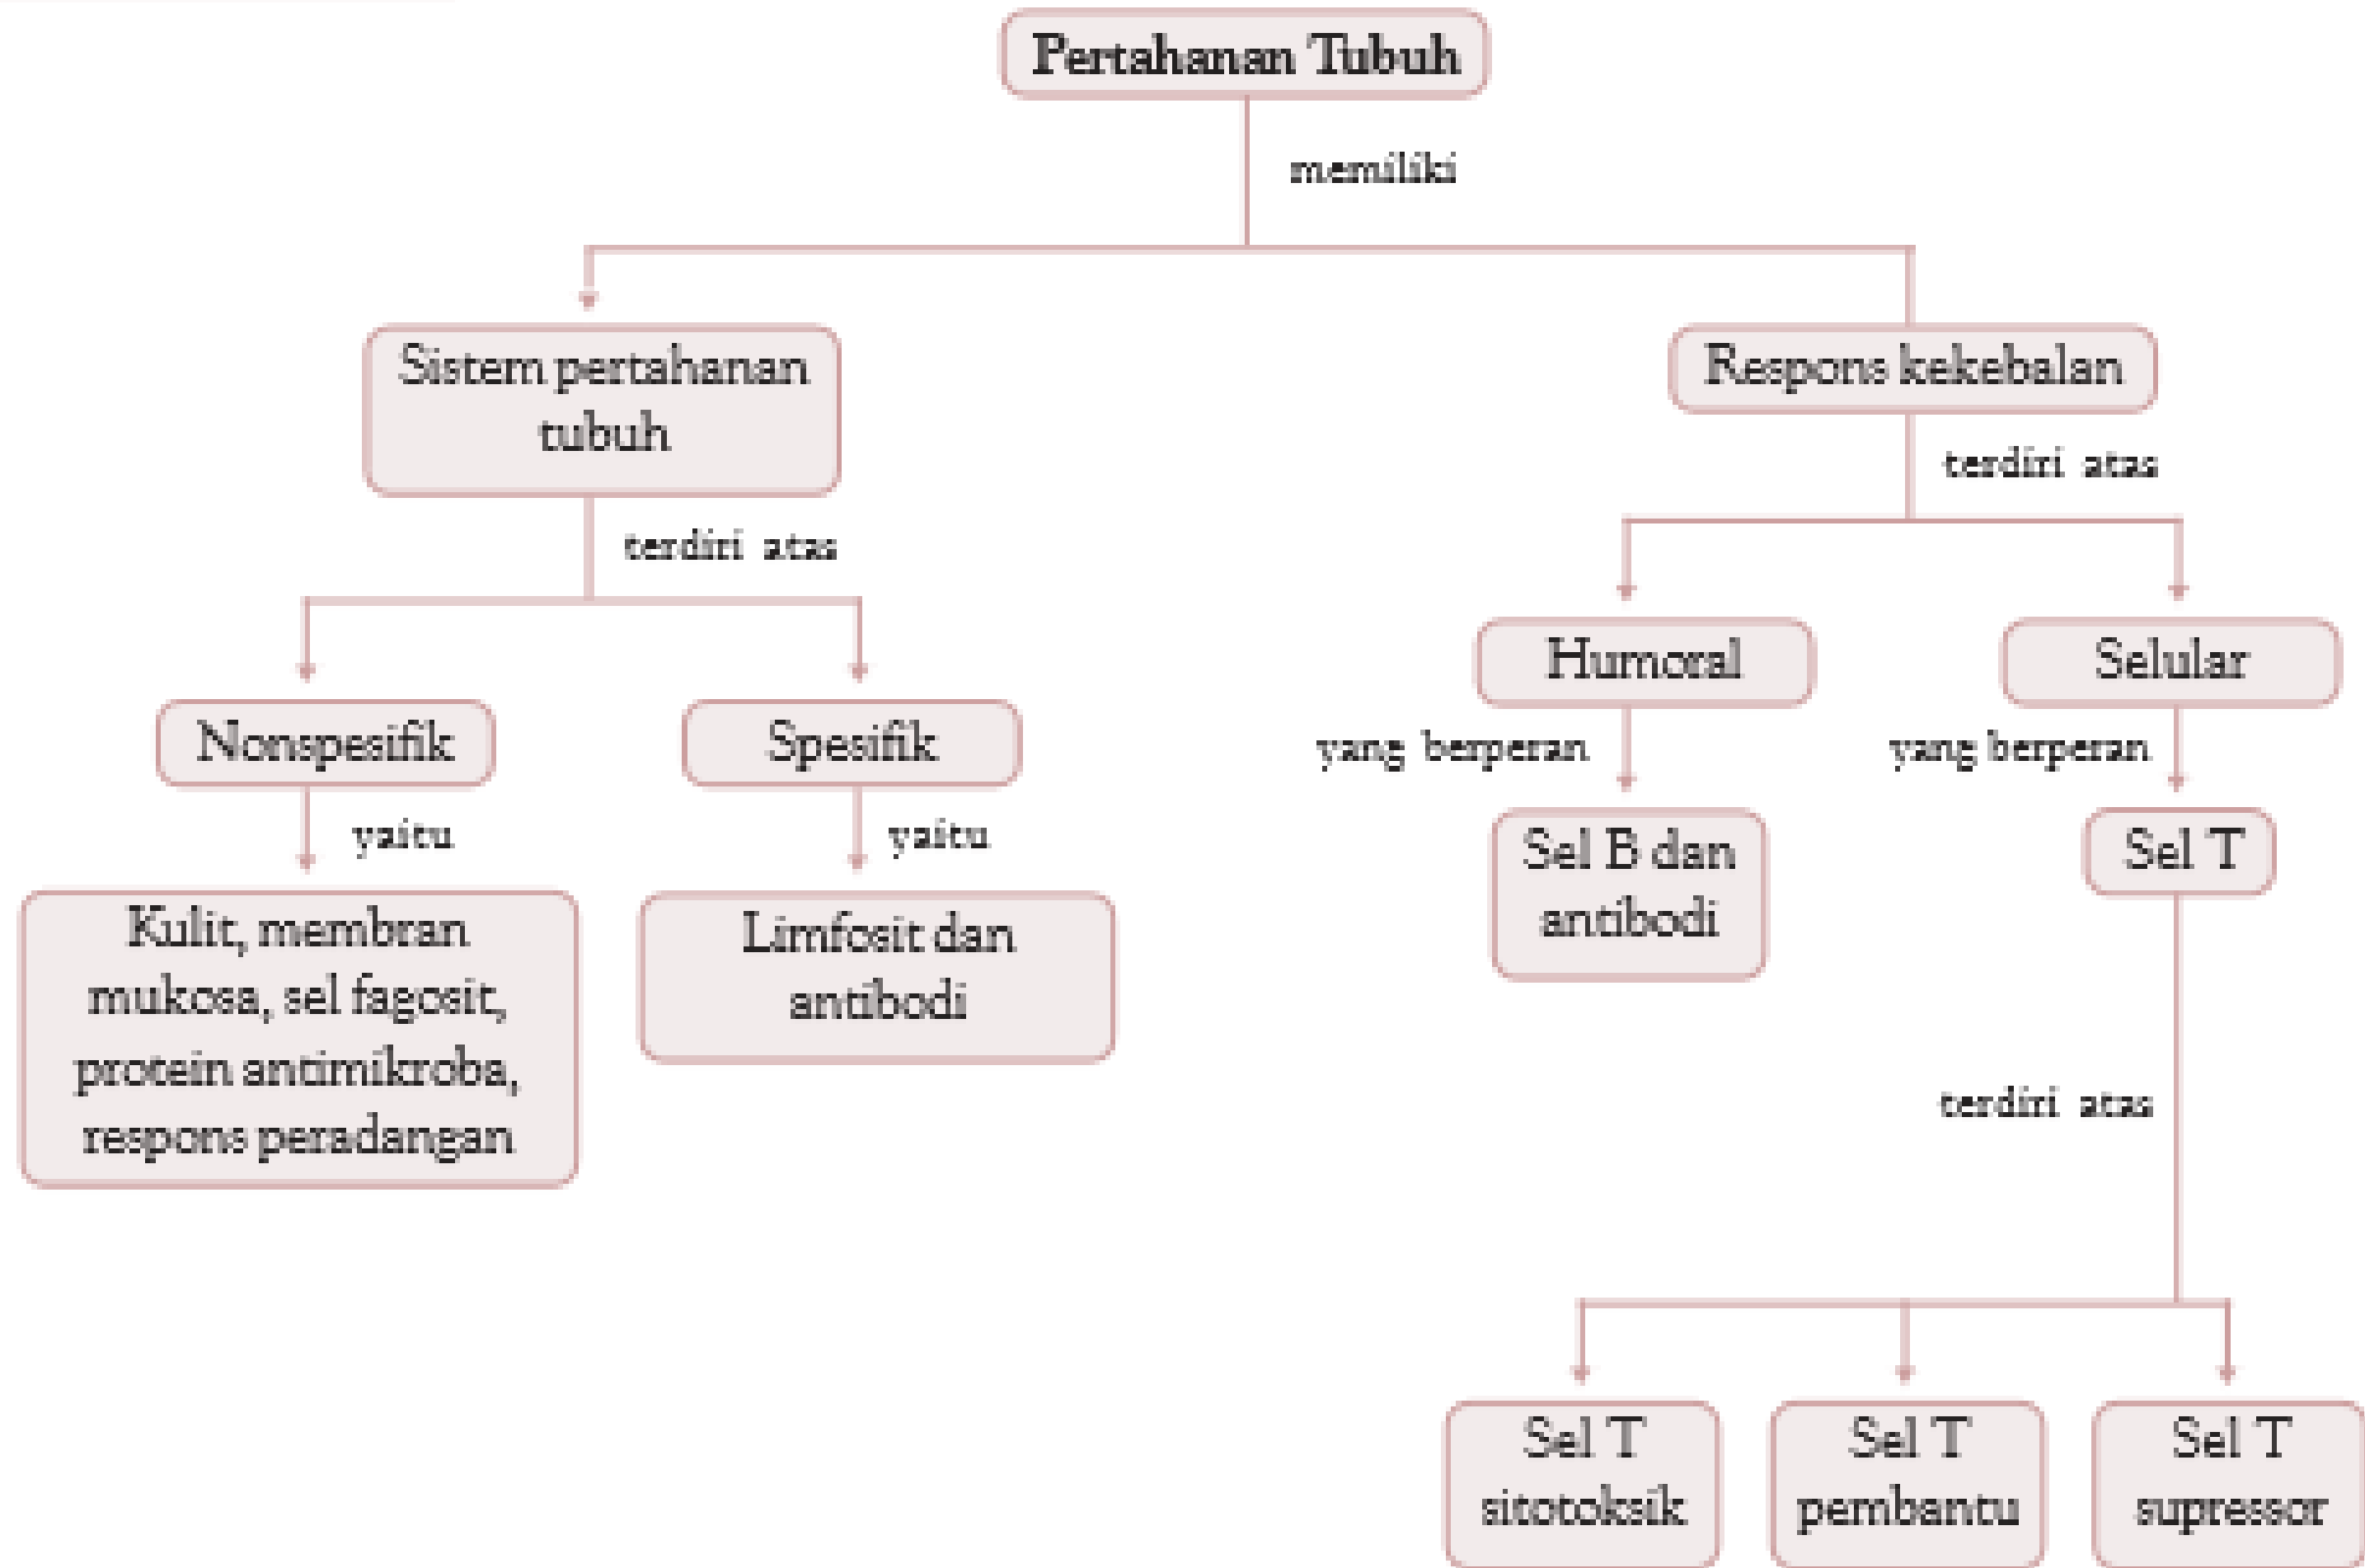 Pertahanan Tubuh
memiliki
Sistem pertahanan
tubuh
terdiri atas
Nonspesifik
yaitu
Kulit, membran
mukosa, sel fagosit,
protein antimikroba,
respons peradangan
Spesifik
yaitu
Limfosit dan
antibodi
Respons kekebalan
terdiri atas
Humoral
yang berperan
Sel B dan
antibodi
Selular
yang berperan
Sel T
terdiri atas
Sel T
sitotoksik
Sel T
pembantu
Sel T
supressor